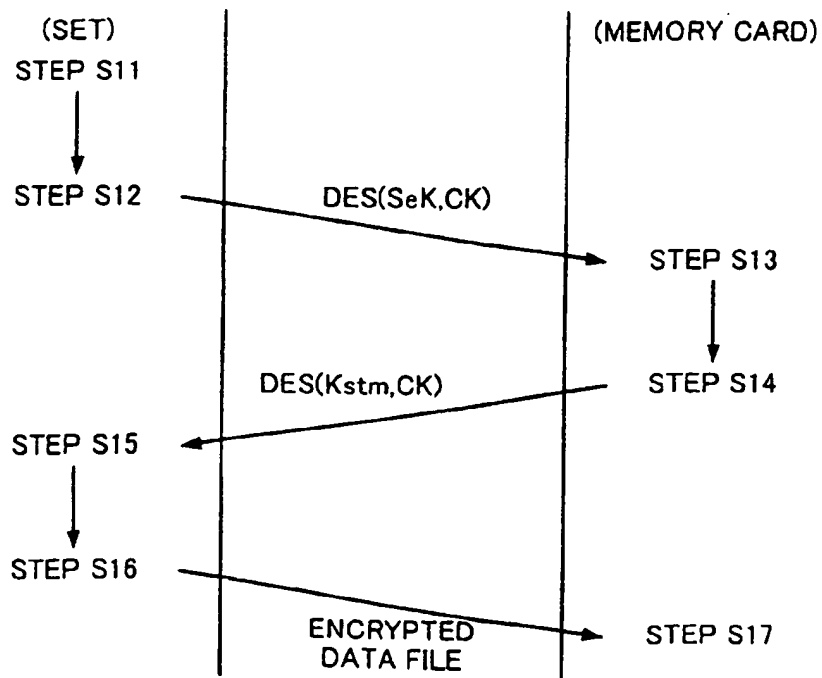 (SET)
(MEMORY CARD)
STEP S11
STEP S12
DES(SeK,CK)
STEP S13
DES(Kstm,CK)
STEP S14
STEP S15
STEP S16
ENCRYPTED
DATA FILE
STEP S17